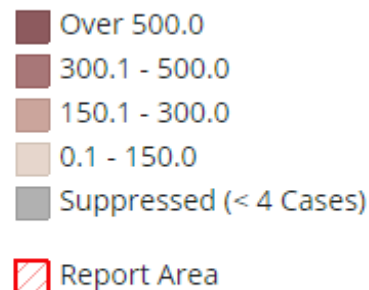 Over 500.0
300.1 - 500.0
150.1 - 300.0
0.1 - 150.0
Suppressed (< 4 Cases)
Report Area